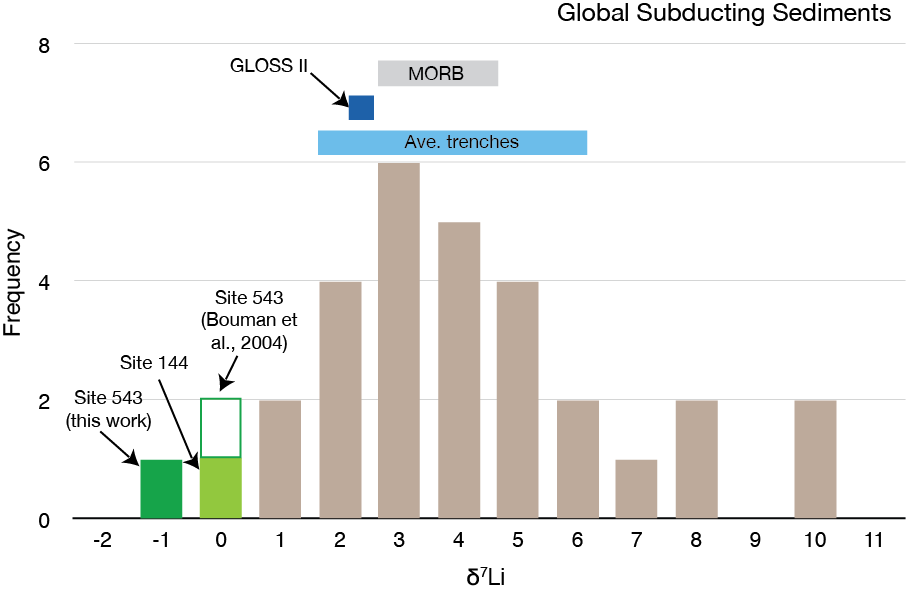 Global Subducting Sediments
8
GLOSS II
MORB
Ave. trenches
6
Frequency
4
Site 543
(Bouman et
al., 2004)
Site 144
2
Site 543
(this work)
0
-2 -1 0 1 2 3 4 5 6 7 8 9 10 11
δ⁷Li